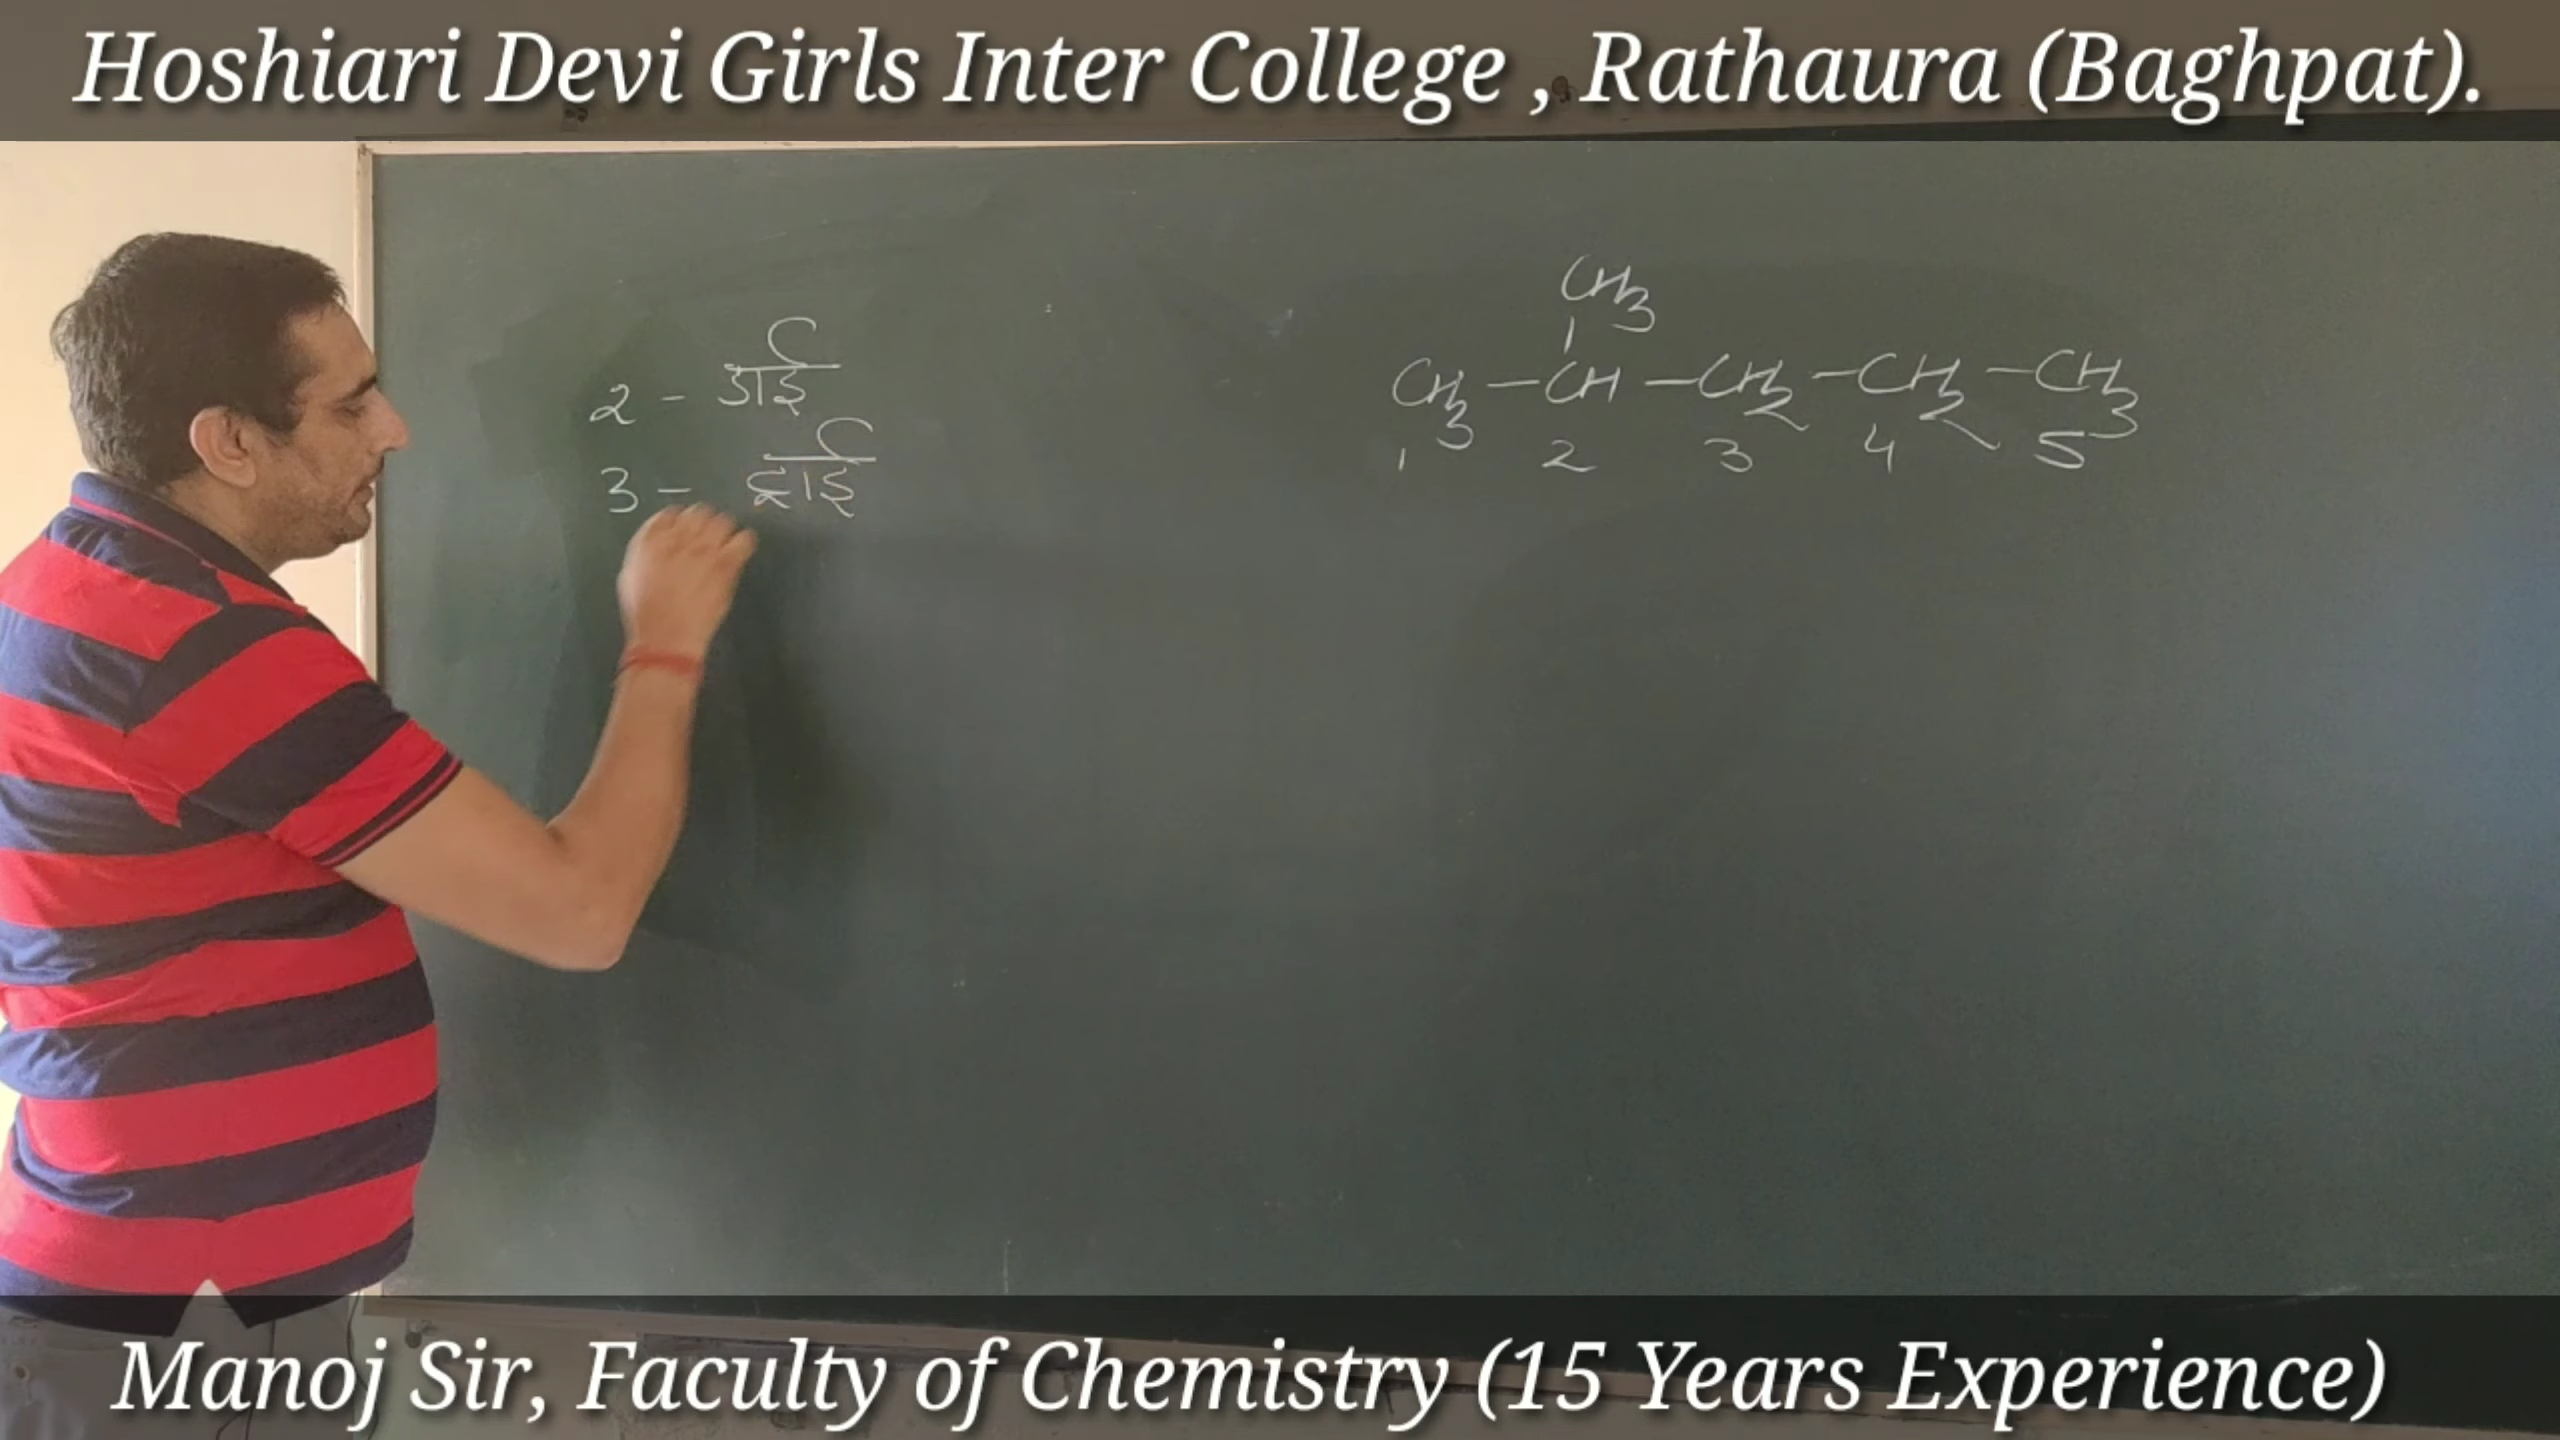 Hoshiari Devi Girls Inter College , Rathaura (Baghpat).
2 - डाई
3 - ट्राई
CH3
CH3 - CH - CH2 - CH2 - CH3
1 2 3 4 5
Manoj Sir, Faculty of Chemistry (15 Years Experience)